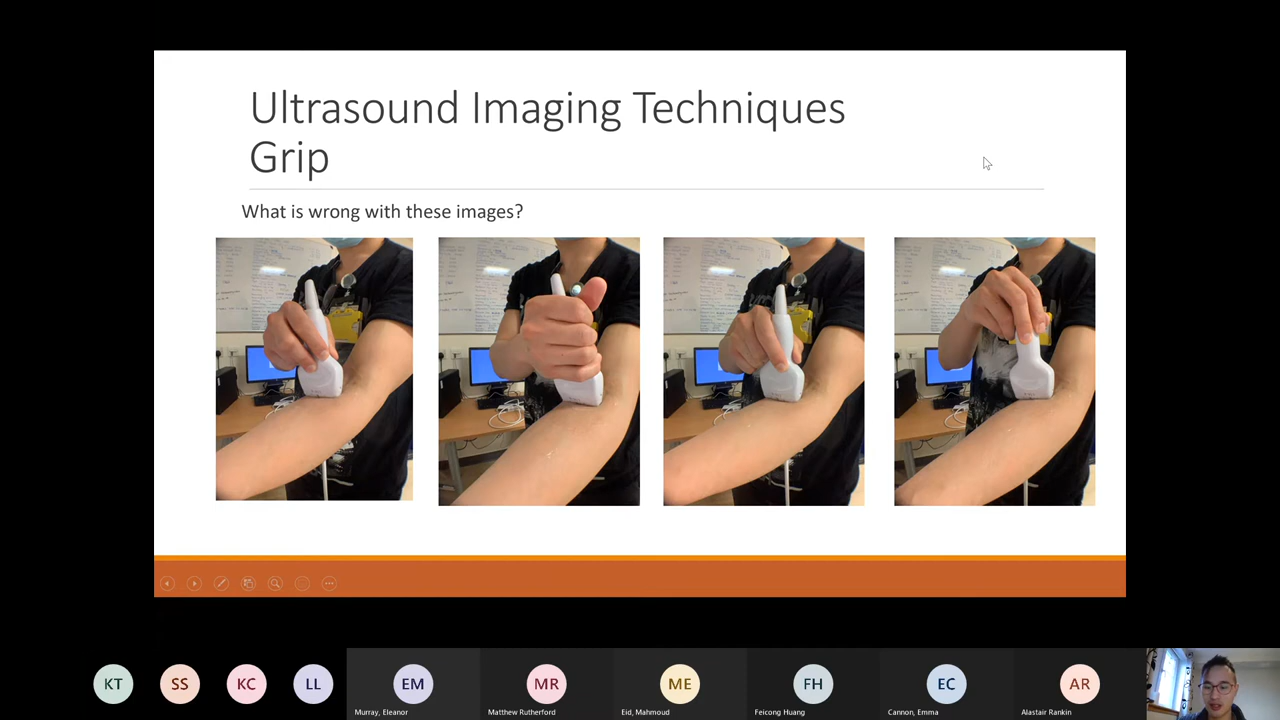 Ultrasound Imaging Techniques
Grip
What is wrong with these images?
KT
SS
KC
LL
EM
MR
ME
FH
EC
AR
Murray, Eleanor
Matthew Rutherford
Eid, Mahmoud
Feicong Huang
Cannon, Emma
Alastair Rankin